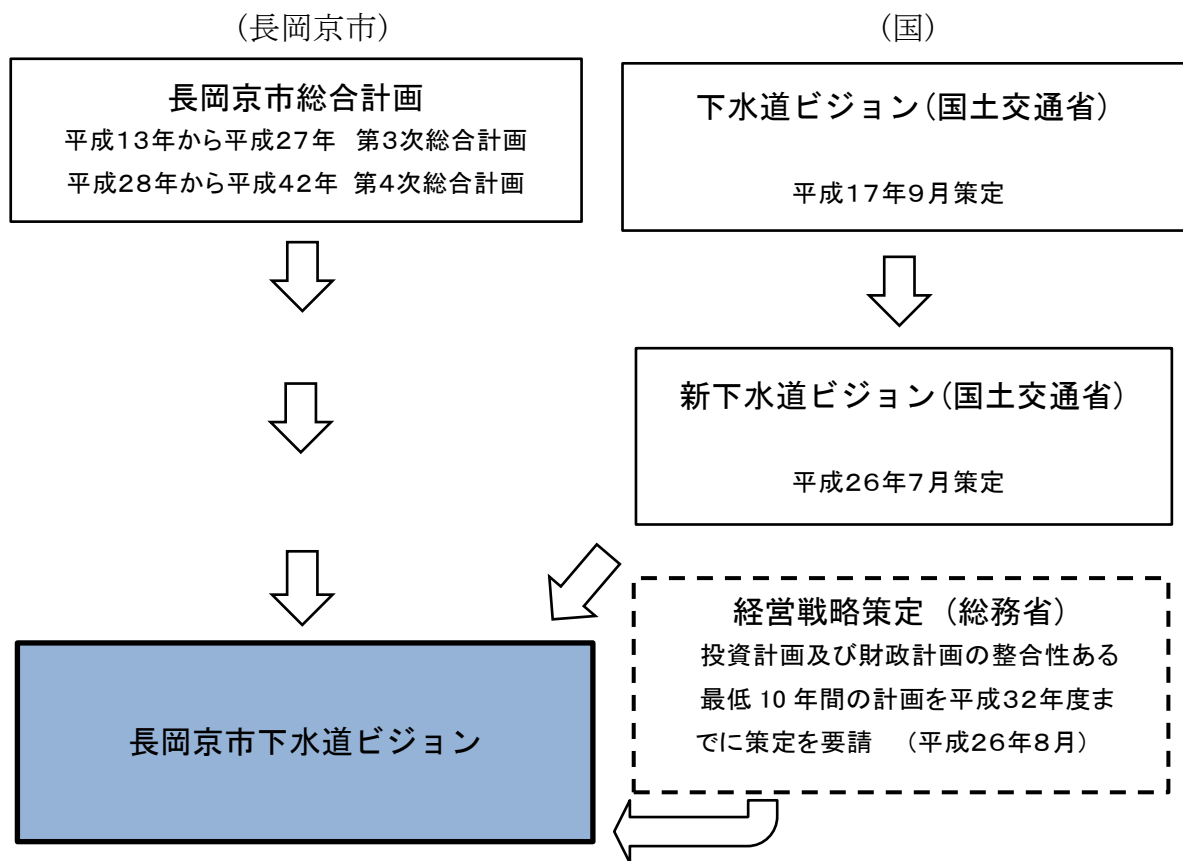 (長岡京市)
長岡京市総合計画
平成13年から平成27年 第3次総合計画
平成28年から平成42年 第4次総合計画
(国)
下水道ビジョン(国土交通省)
平成17年9月策定
新下水道ビジョン(国土交通省)
平成26年7月策定
経営戦略策定 (総務省)
投資計画及び財政計画の整合性ある
最低 10 年間の計画を平成32年度ま
でに策定を要請 (平成26年8月)
長岡京市下水道ビジョン